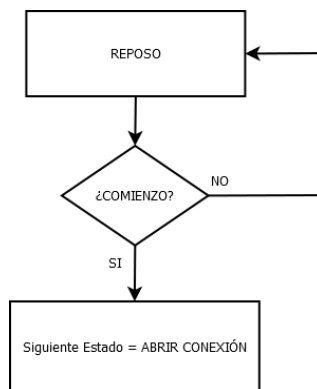 REPOSO
¿COMIENZO?
NO
SI
Siguiente Estado = ABRIR CONEXIÓN